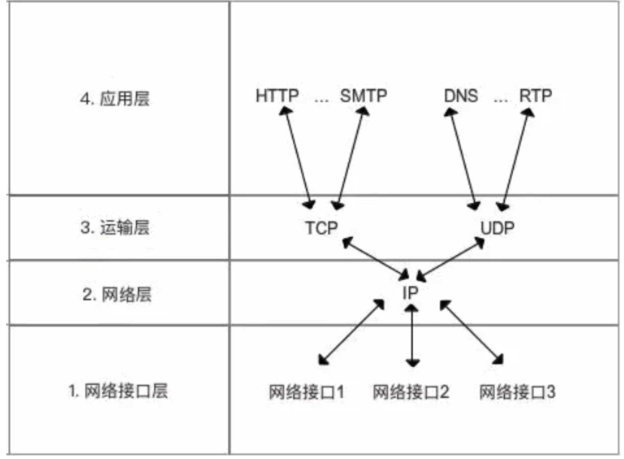 4. 应用层
HTTP ... SMTP DNS ... RTP
3. 运输层
TCP UDP
2. 网络层
IP
1. 网络接口层
网络接口1 网络接口2 网络接口3